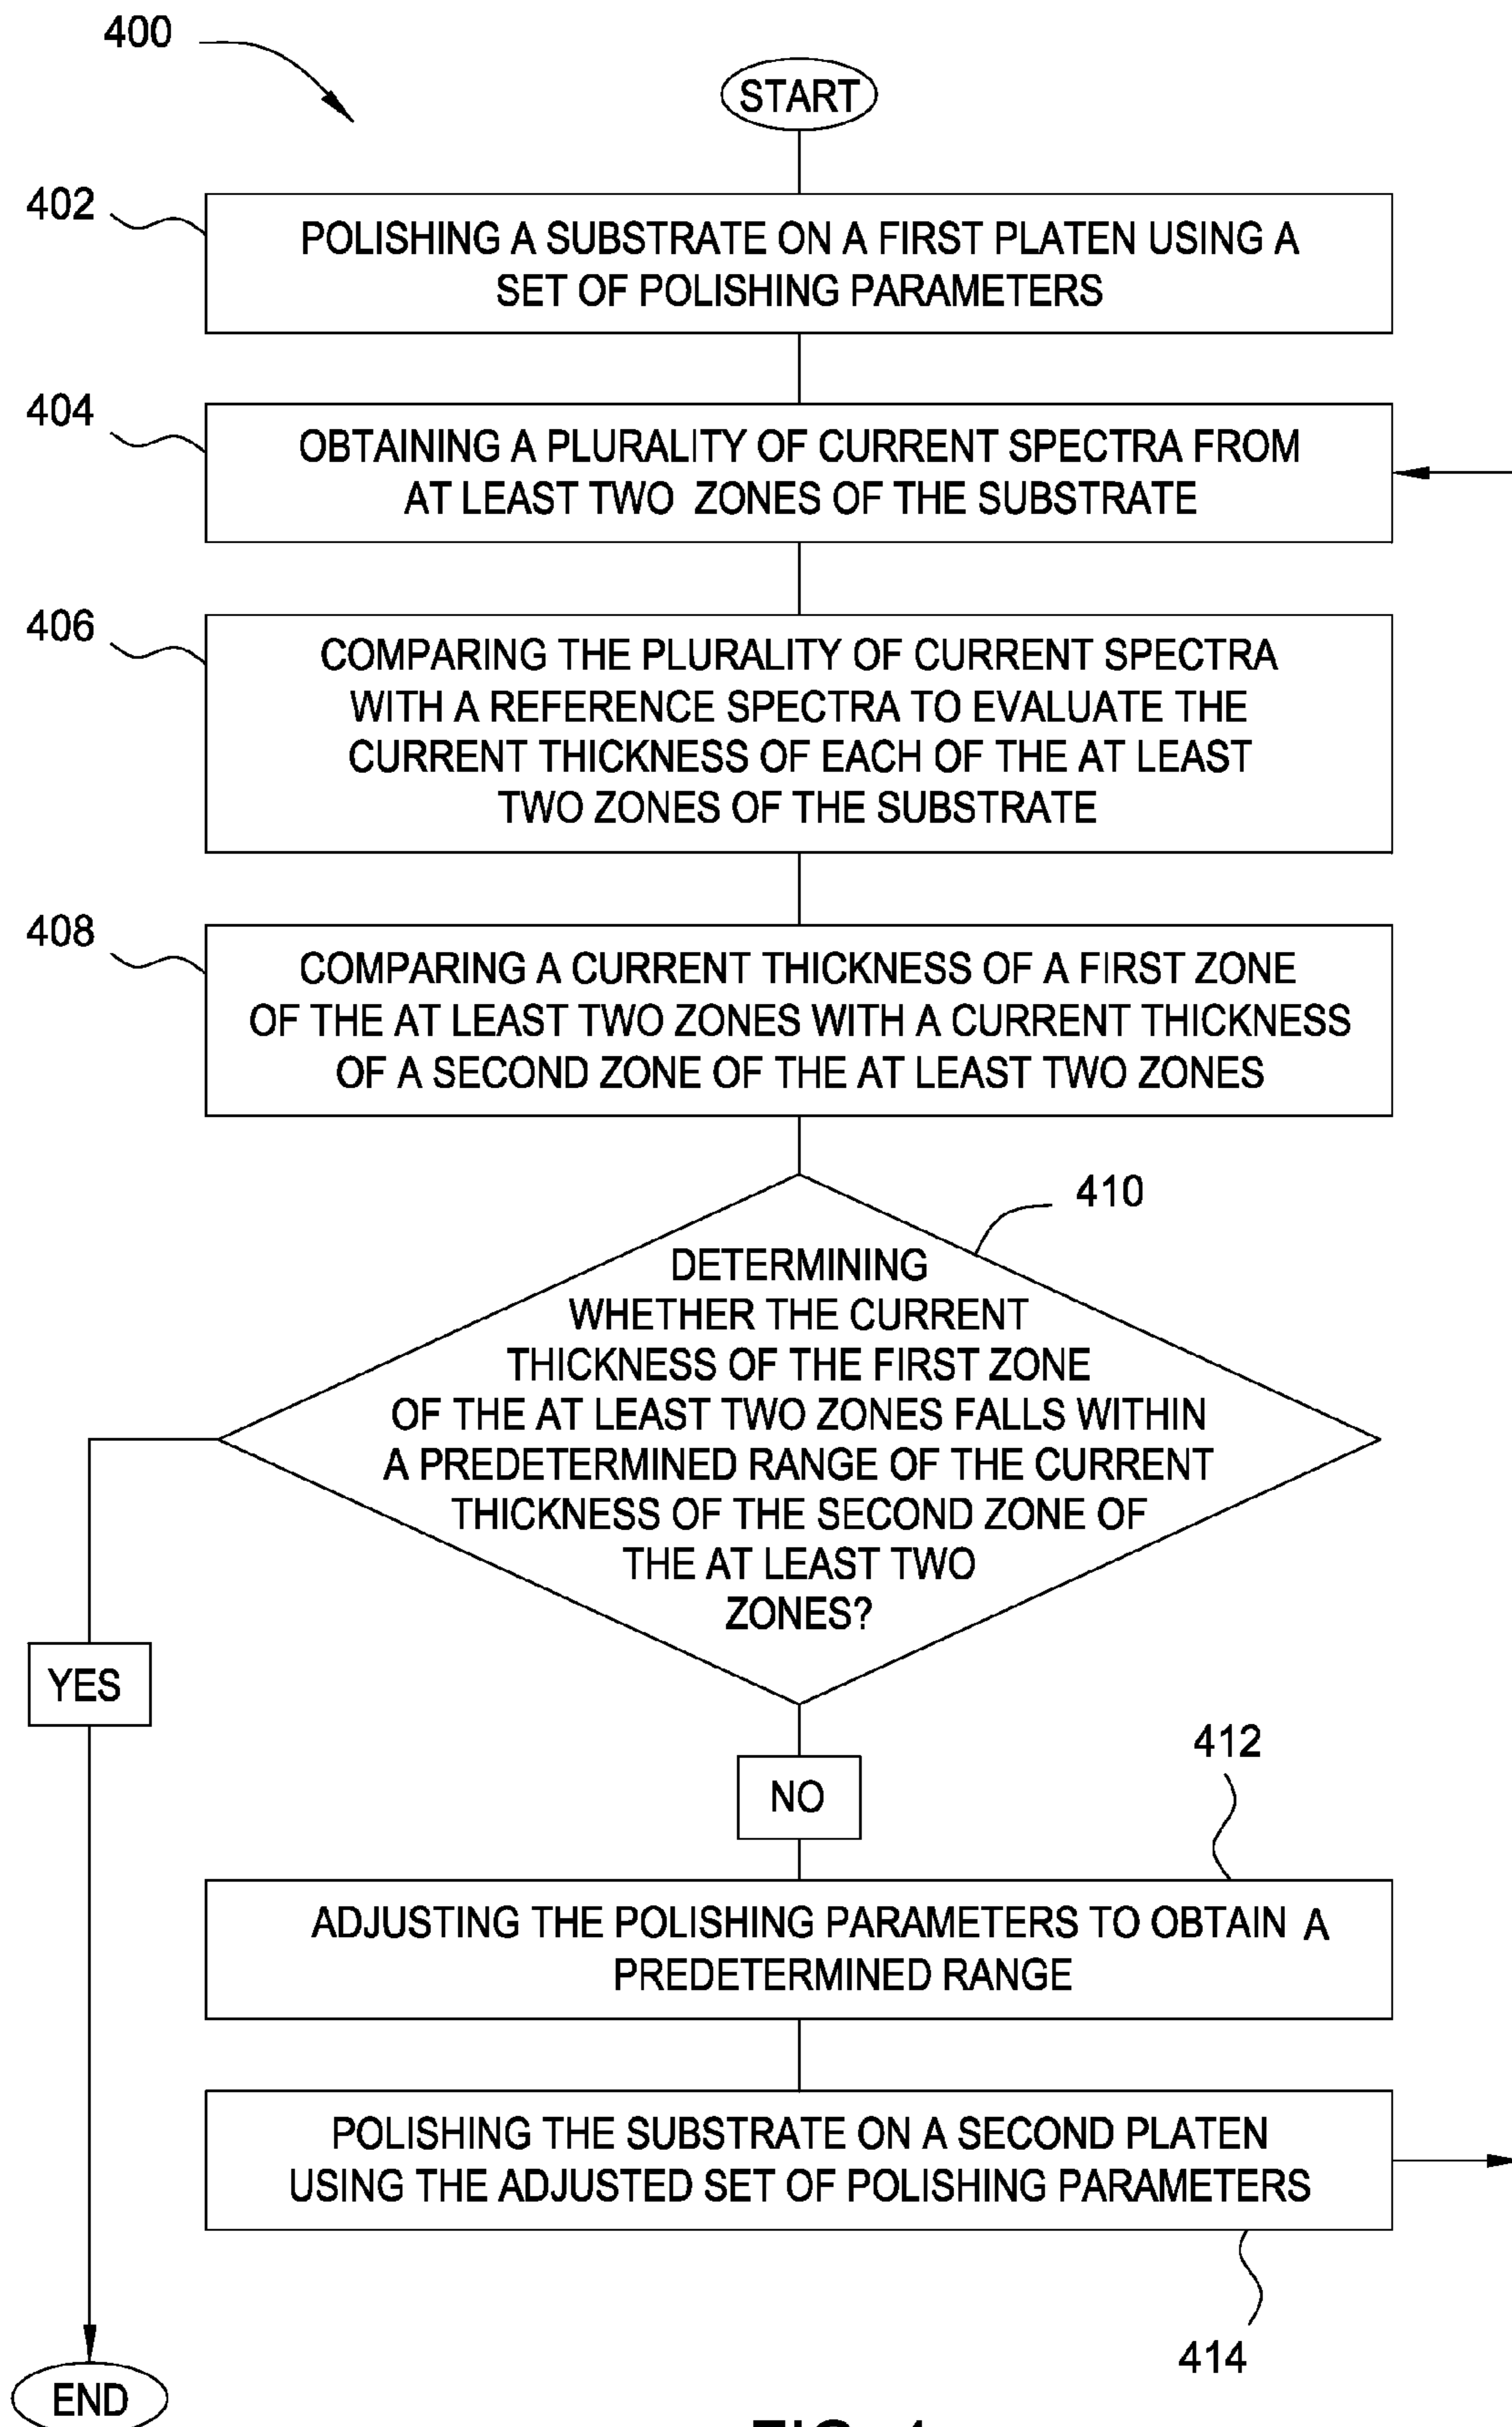 400
START
402
POLISHING A SUBSTRATE ON A FIRST PLATEN USING A
SET OF POLISHING PARAMETERS
404
OBTAINING A PLURALITY OF CURRENT SPECTRA FROM
AT LEAST TWO ZONES OF THE SUBSTRATE
406
COMPARING THE PLURALITY OF CURRENT SPECTRA
WITH A REFERENCE SPECTRA TO EVALUATE THE
CURRENT THICKNESS OF EACH OF THE AT LEAST
TWO ZONES OF THE SUBSTRATE
408
COMPARING A CURRENT THICKNESS OF A FIRST ZONE
OF THE AT LEAST TWO ZONES WITH A CURRENT THICKNESS
OF A SECOND ZONE OF THE AT LEAST TWO ZONES
410
DETERMINING
WHETHER THE CURRENT
THICKNESS OF THE FIRST ZONE
OF THE AT LEAST TWO ZONES FALLS WITHIN
A PREDETERMINED RANGE OF THE CURRENT
THICKNESS OF THE SECOND ZONE OF
THE AT LEAST TWO
ZONES?
YES
NO
412
ADJUSTING THE POLISHING PARAMETERS TO OBTAIN A
PREDETERMINED RANGE
POLISHING THE SUBSTRATE ON A SECOND PLATEN
USING THE ADJUSTED SET OF POLISHING PARAMETERS
414
END